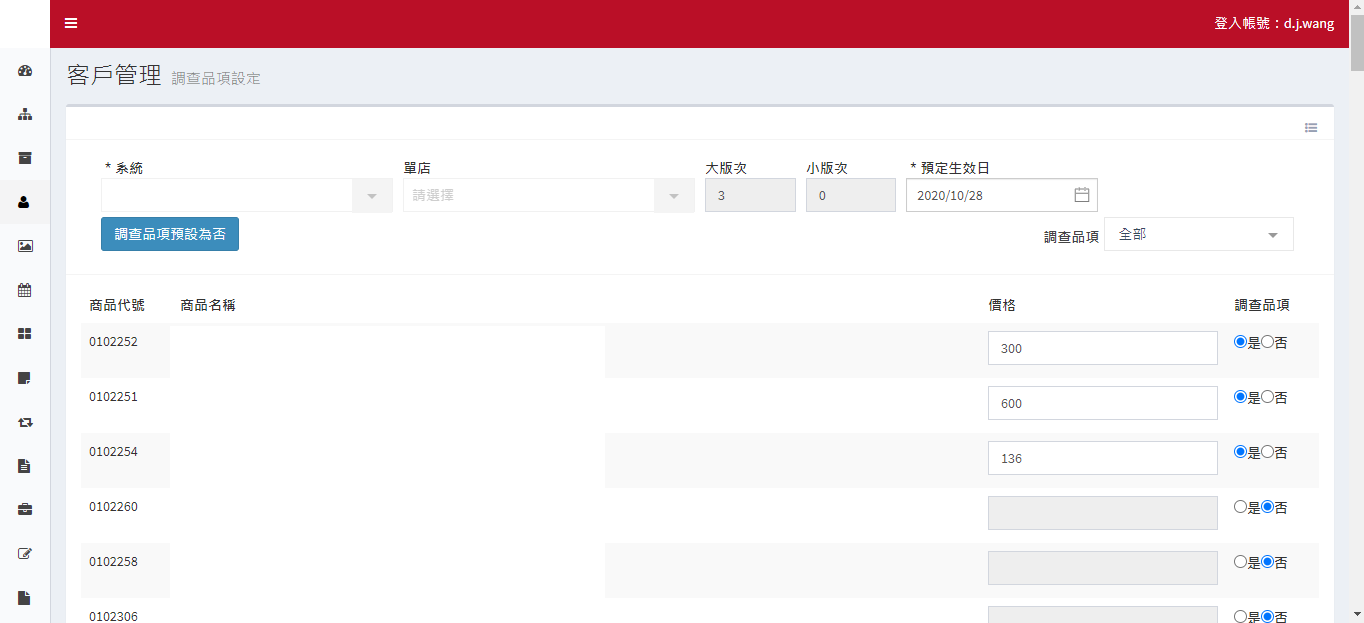 登入帳號：d.j.wang
客戶管理 調查品項設定
* 系統 單店 大版次 小版次 * 預定生效日
請選擇 3 0 2020/10/28
調查品項預設為否 調查品項 全部
商品代號 商品名稱 價格 調查品項
0102252 300 是 否
0102251 600 是 否
0102254 136 是 否
0102260 是 否
0102258 是 否
0102306 是 否